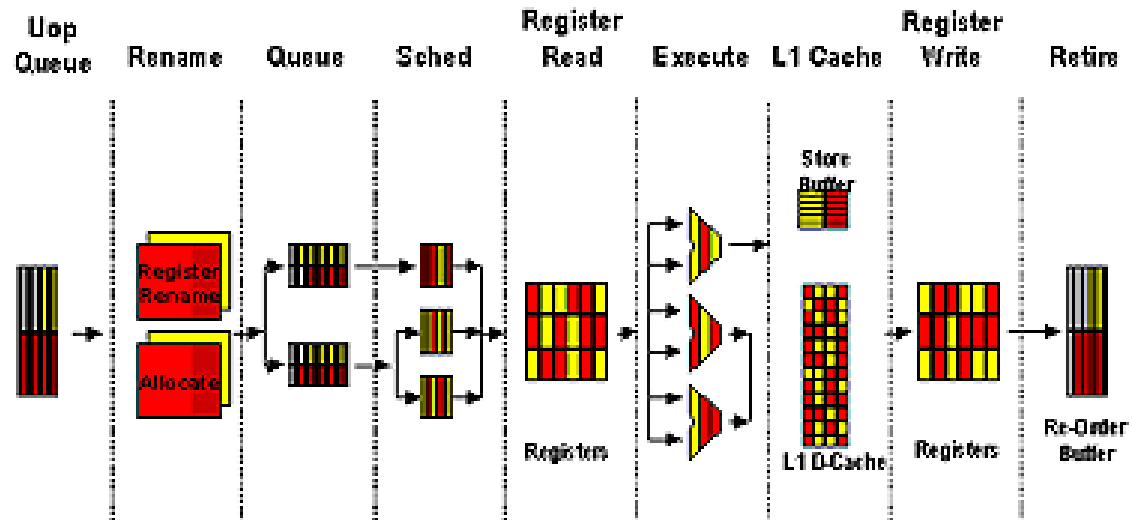 Uop
Queue
Rename
Queue
Sched
Register
Read
Execute
L1 Cache
Register
Write
Retire
Register
Rename
Allocate
Registers
Store
Buffer
L1 D-Cache
Registers
Re-Order
Buffer